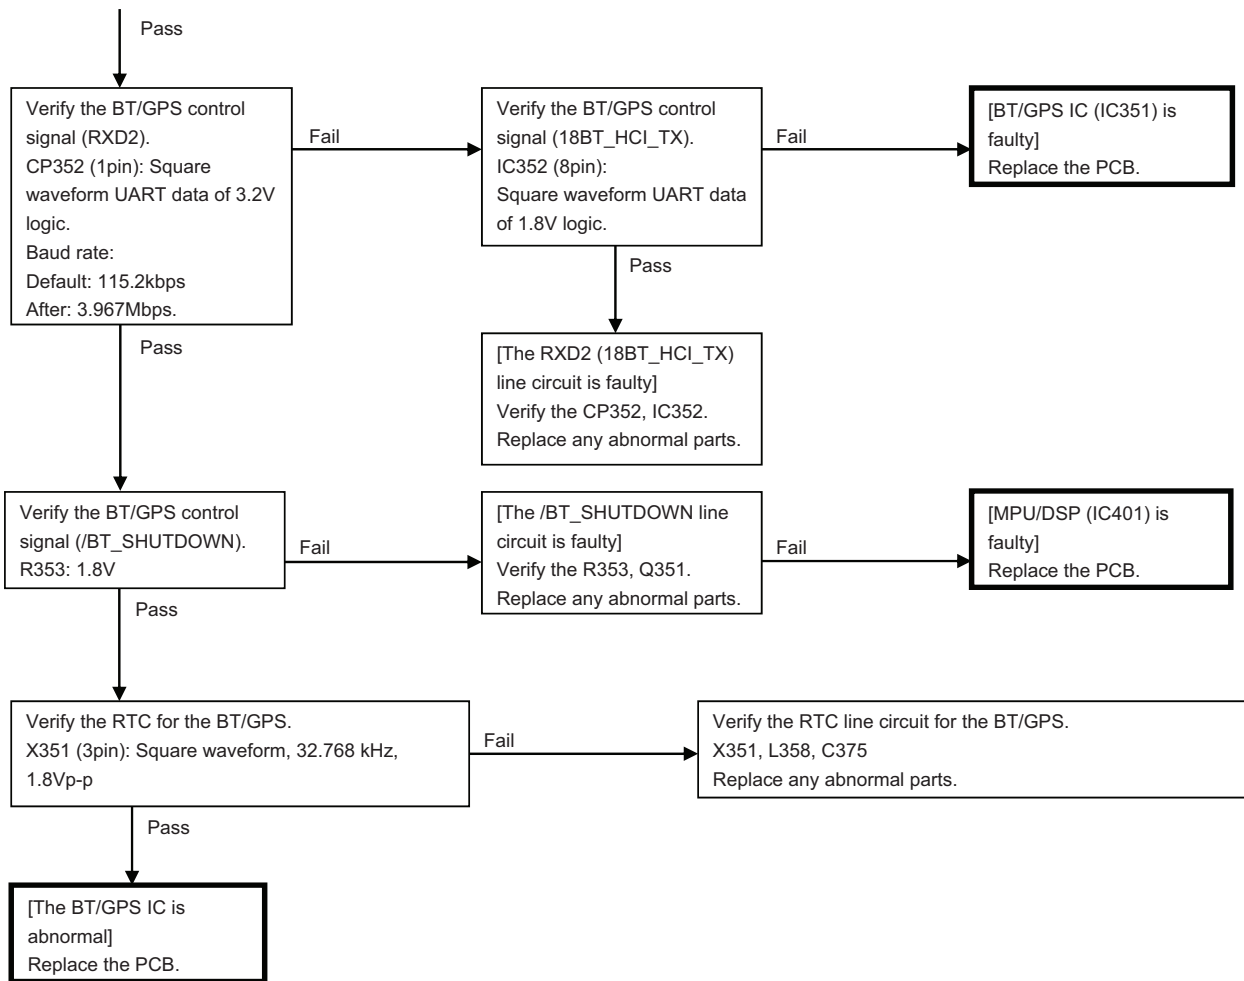 Pass
Verify the BT/GPS control
signal (RXD2).
CP352 (1pin): Square
waveform UART data of 3.2V
logic.
Baud rate:
Default: 115.2kbps
After: 3.967Mbps.
Fail
Verify the BT/GPS control
signal (18BT_HCI_TX).
IC352 (8pin):
Square waveform UART data
of 1.8V logic.
Fail
[BT/GPS IC (IC351) is
faulty]
Replace the PCB.
Pass
[The RXD2 (18BT_HCI_TX)
line circuit is faulty]
Verify the CP352, IC352.
Replace any abnormal parts.
Pass
Verify the BT/GPS control
signal (/BT_SHUTDOWN).
R353: 1.8V
Fail
[The /BT_SHUTDOWN line
circuit is faulty]
Verify the R353, Q351.
Replace any abnormal parts.
Fail
[MPU/DSP (IC401) is
faulty]
Replace the PCB.
Pass
Verify the RTC for the BT/GPS.
X351 (3pin): Square waveform, 32.768 kHz,
1.8Vp-p
Fail
Verify the RTC line circuit for the BT/GPS.
X351, L358, C375
Replace any abnormal parts.
Pass
[The BT/GPS IC is
abnormal]
Replace the PCB.